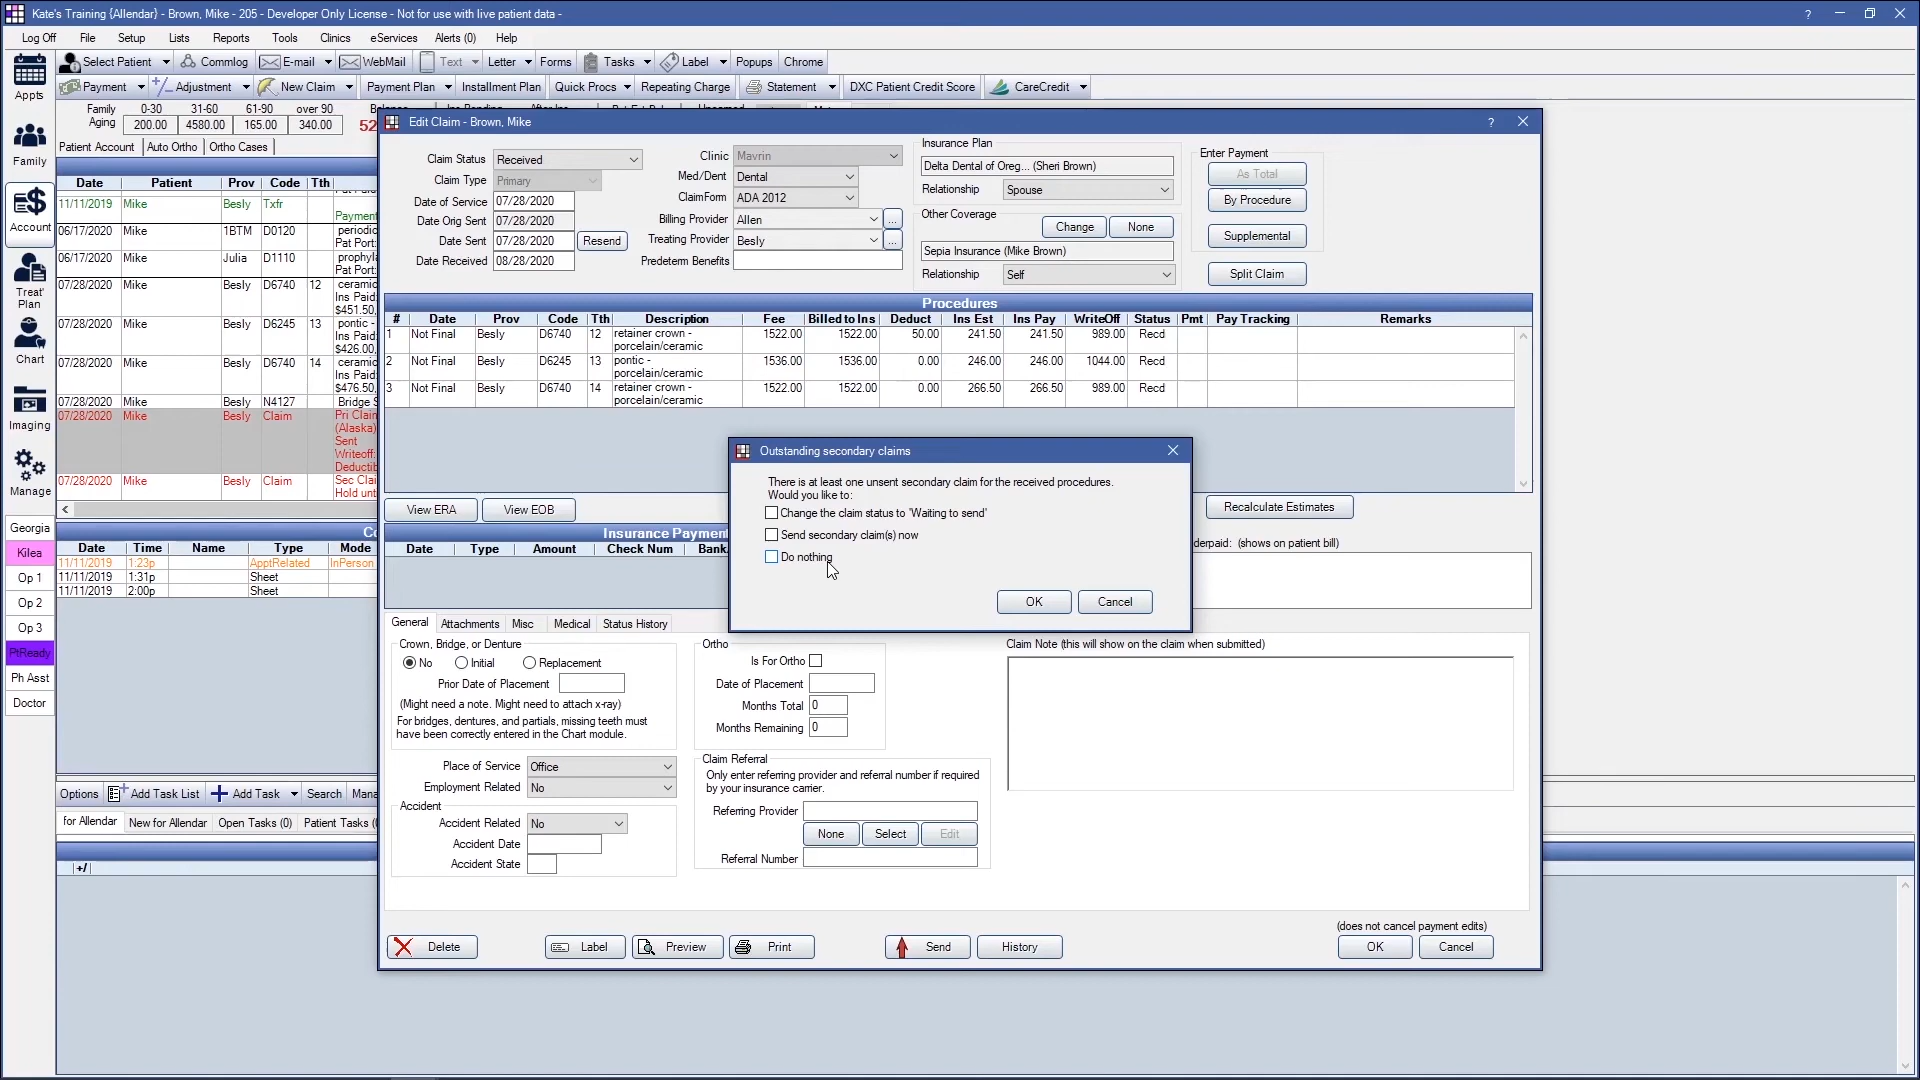 Kate's Training {Allendar} - Brown, Mike - 205 - Developer Only License - Not for use with live patient data -
Log Off File Setup Lists Reports Tools Clinics eServices Alerts (0) Help
Select Patient Commlog E-mail WebMail Text Letter Forms Tasks Label Popups Chrome
Payment Adjustment New Claim Payment Plan Installment Plan Quick Procs Repeating Charge Statement DXC Patient Credit Score CareCredit
Appts
Family
Account
Treat' Plan
Chart
Imaging
Manage
Georgia
Kilea
Op 1
Op 2
Op 3
PtReady
Ph Asst
Doctor
Family Aging 0-30 31-60 61-90 over 90
200.00 4580.00 165.00 340.00 52
Patient Account Auto Ortho Ortho Cases
Date Patient Prov Code Tth
11/11/2019 Mike Besly Txfr
Payment
06/17/2020 Mike 1BTM D0120 periodic
Pat Port:
06/17/2020 Mike Julia D1110 prophyla
Pat Port:
07/28/2020 Mike Besly D6740 12 ceramic
Ins Paid:
$451.50,
07/28/2020 Mike Besly D6245 13 pontic -
Ins Paid:
$426.00,
07/28/2020 Mike Besly D6740 14 ceramic
Ins Paid:
$476.50,
07/28/2020 Mike Besly N4127 Bridge S
07/28/2020 Mike Besly Claim Pri Claim
(Alaska)
Sent
Writeoff:
Deductib
07/28/2020 Mike Besly Claim Sec Clai
Hold unt
Date Time Name Type Mode
11/11/2019 1:23p ApptRelated InPerson
11/11/2019 1:31p Sheet
11/11/2019 2:00p Sheet
Options Add Task List Add Task Search Mana
for Allendar New for Allendar Open Tasks (0) Patient Tasks (
+/
Edit Claim - Brown, Mike
Claim Status Received
Claim Type Primary
Date of Service 07/28/2020
Date Orig Sent 07/28/2020
Date Sent 07/28/2020 Resend
Date Received 08/28/2020
Clinic Mavrin
Med/Dent Dental
ClaimForm ADA 2012
Billing Provider Allen ...
Treating Provider Besly ...
Predeterm Benefits
Insurance Plan
Delta Dental of Oreg... (Sheri Brown)
Relationship Spouse
Other Coverage Change None
Sepia Insurance (Mike Brown)
Relationship Self
Enter Payment
As Total
By Procedure
Supplemental
Split Claim
Procedures
# Date Prov Code Tth Description Fee Billed to Ins Deduct Ins Est Ins Pay WriteOff Status Pmt Pay Tracking Remarks
1 Not Final Besly D6740 12 retainer crown - 1522.00 1522.00 50.00 241.50 241.50 989.00 Recd
porcelain/ceramic
2 Not Final Besly D6245 13 pontic - 1536.00 1536.00 0.00 246.00 246.00 1044.00 Recd
porcelain/ceramic
3 Not Final Besly D6740 14 retainer crown - 1522.00 1522.00 0.00 266.50 266.50 989.00 Recd
porcelain/ceramic
View ERA View EOB Recalculate Estimates
Insurance Payment
Date Type Amount Check Num Bank
derpaid: (shows on patient bill)
Outstanding secondary claims
There is at least one unsent secondary claim for the received procedures.
Would you like to:
Change the claim status to 'Waiting to send'
Send secondary claim(s) now
Do nothing
OK Cancel
General Attachments Misc Medical Status History
Crown, Bridge, or Denture
No Initial Replacement
Prior Date of Placement
(Might need a note. Might need to attach x-ray)
For bridges, dentures, and partials, missing teeth must
have been correctly entered in the Chart module.
Place of Service Office
Employment Related No
Accident
Accident Related No
Accident Date
Accident State
Ortho
Is For Ortho
Date of Placement
Months Total 0
Months Remaining 0
Claim Referral
Only enter referring provider and referral number if required
by your insurance carrier.
Referring Provider
None Select Edit
Referral Number
Claim Note (this will show on the claim when submitted)
Delete Label Preview Print Send History
(does not cancel payment edits)
OK Cancel